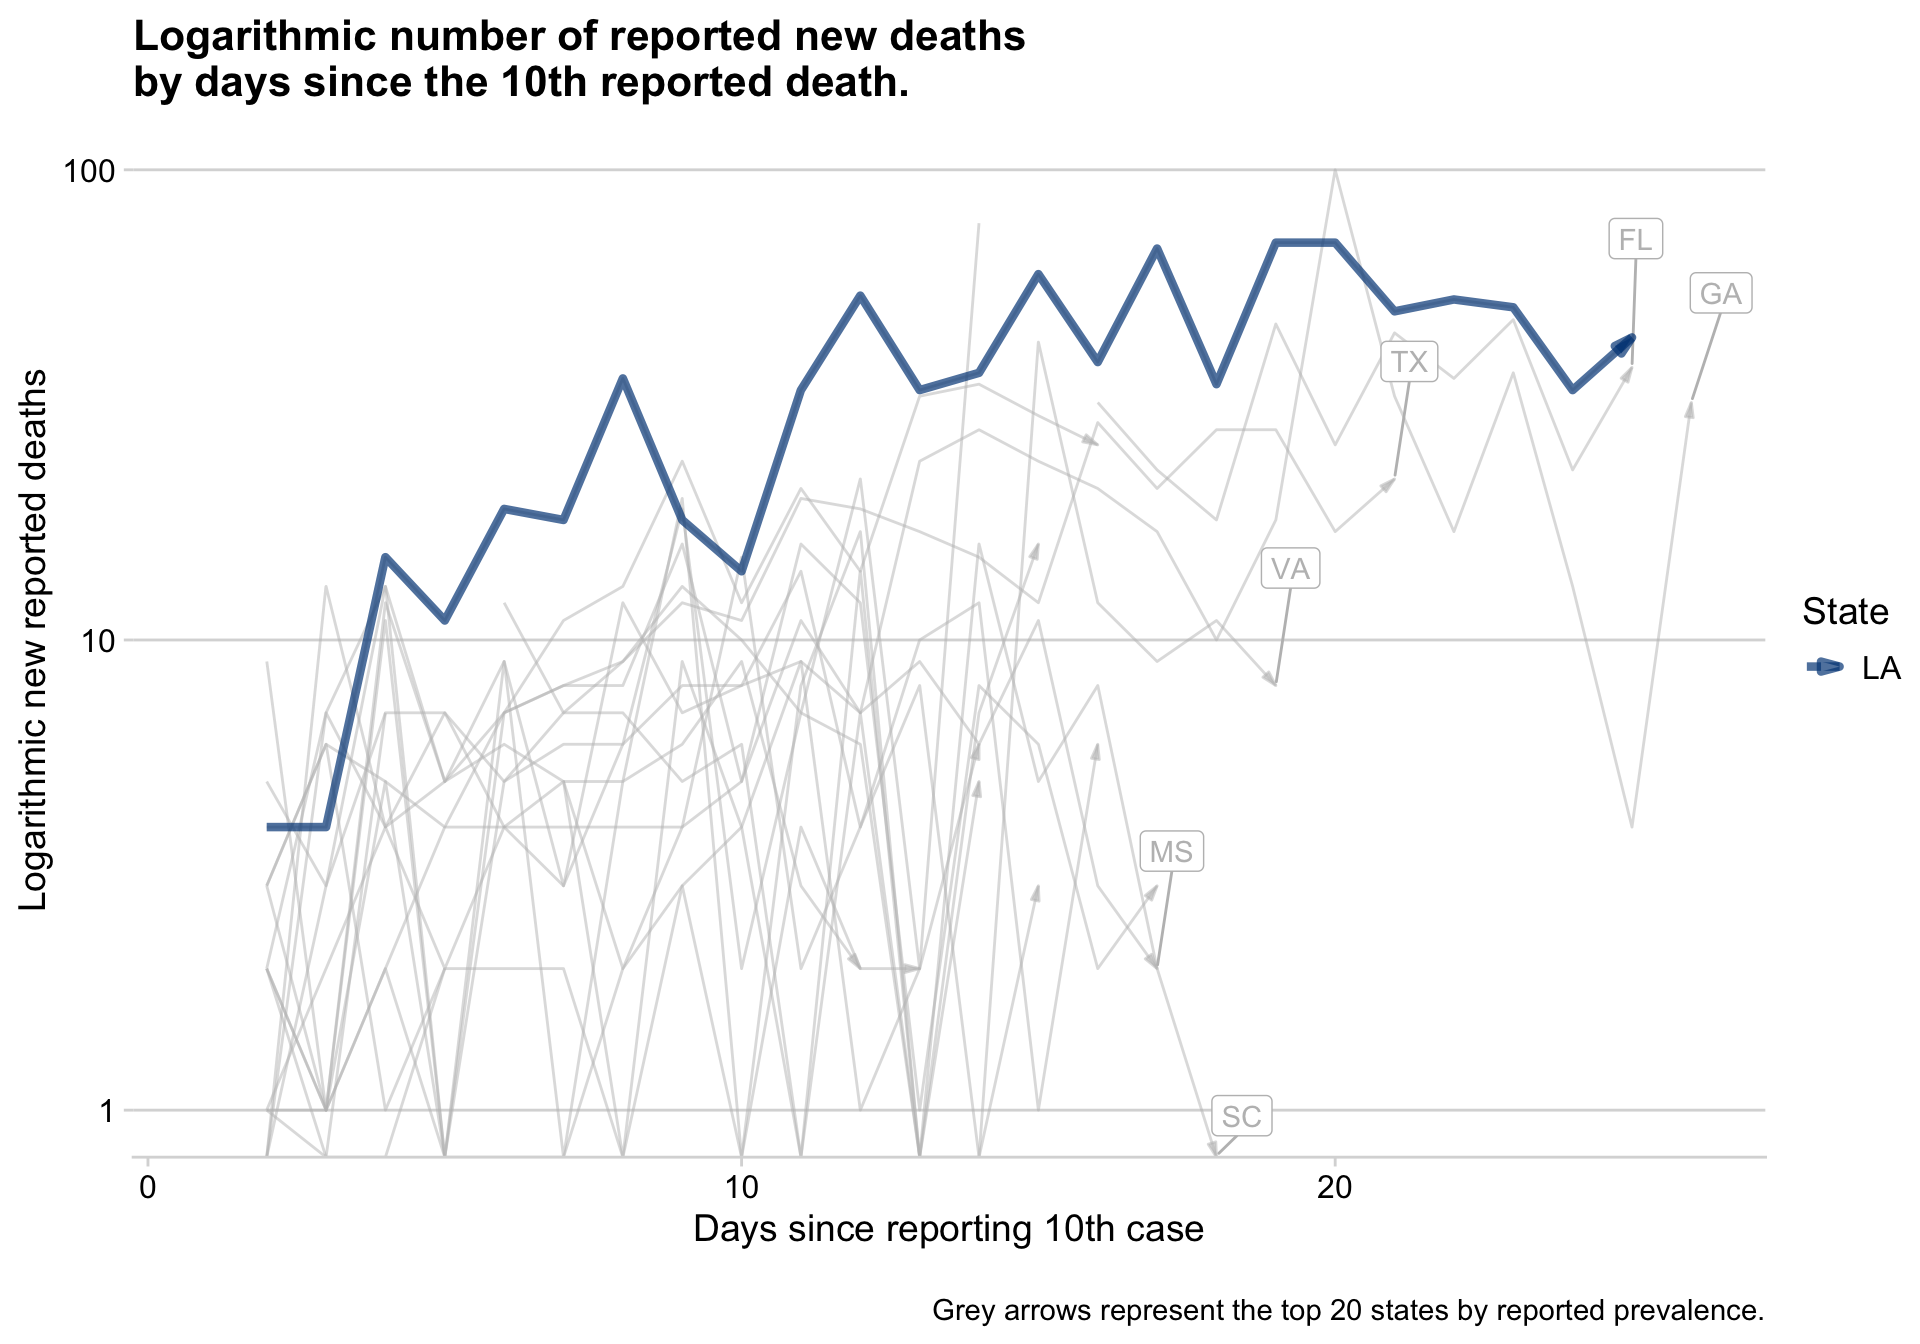 Logarithmic number of reported new deaths
by days since the 10th reported death.
100
10
1
Logarithmic new reported deaths
FL
GA
TX
VA
MS
SC
State
LA
0
10
20
Days since reporting 10th case
Grey arrows represent the top 20 states by reported prevalence.